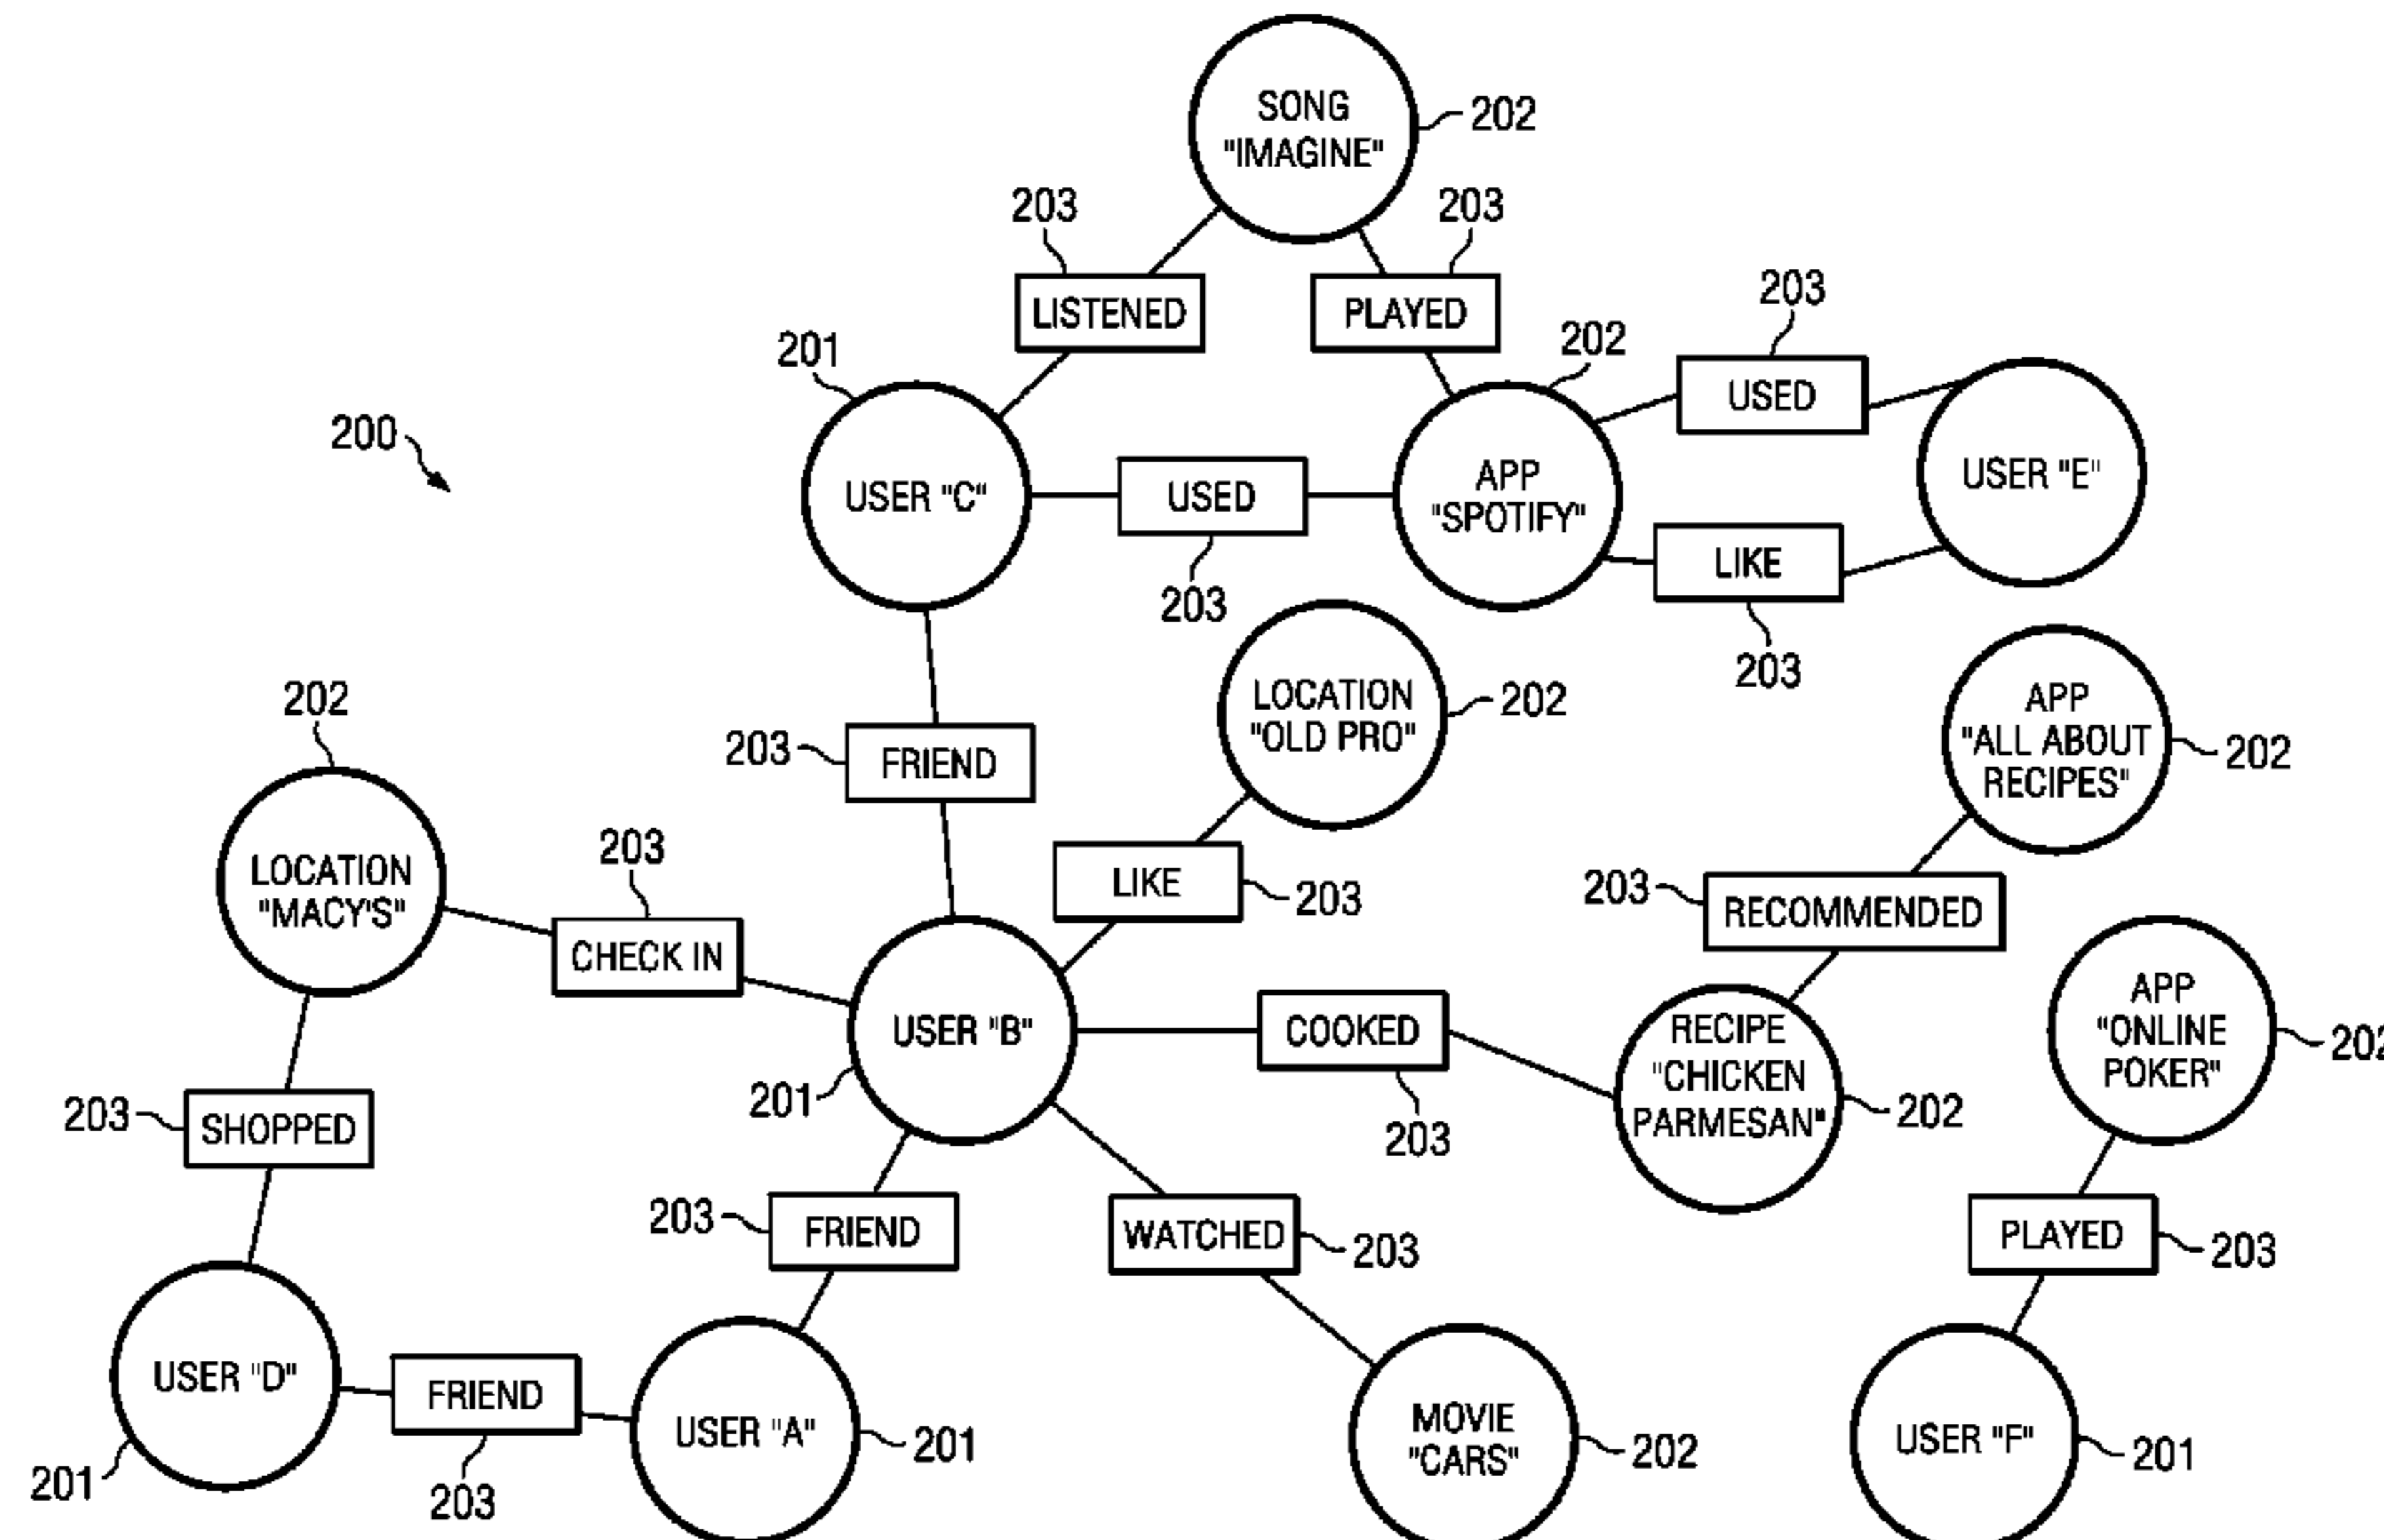 SONG
"IMAGINE"
202
203
203
LISTENED
PLAYED
203
201
202
USED
200
USER "C"
USED
APP
"SPOTIFY"
USER "E"
LIKE
203
203
202
LOCATION
"OLD PRO"
202
APP
"ALL ABOUT
RECIPES"
202
203
FRIEND
203
LOCATION
"MACY'S"
CHECK IN
LIKE
203
203
RECOMMENDED
USER "B"
COOKED
RECIPE
"CHICKEN
PARMESAN"
202
APP
"ONLINE
POKER"
202
201
203
203
SHOPPED
203
FRIEND
WATCHED
203
PLAYED
203
USER "D"
FRIEND
USER "A"
201
MOVIE
"CARS"
202
USER "F"
201
201
203